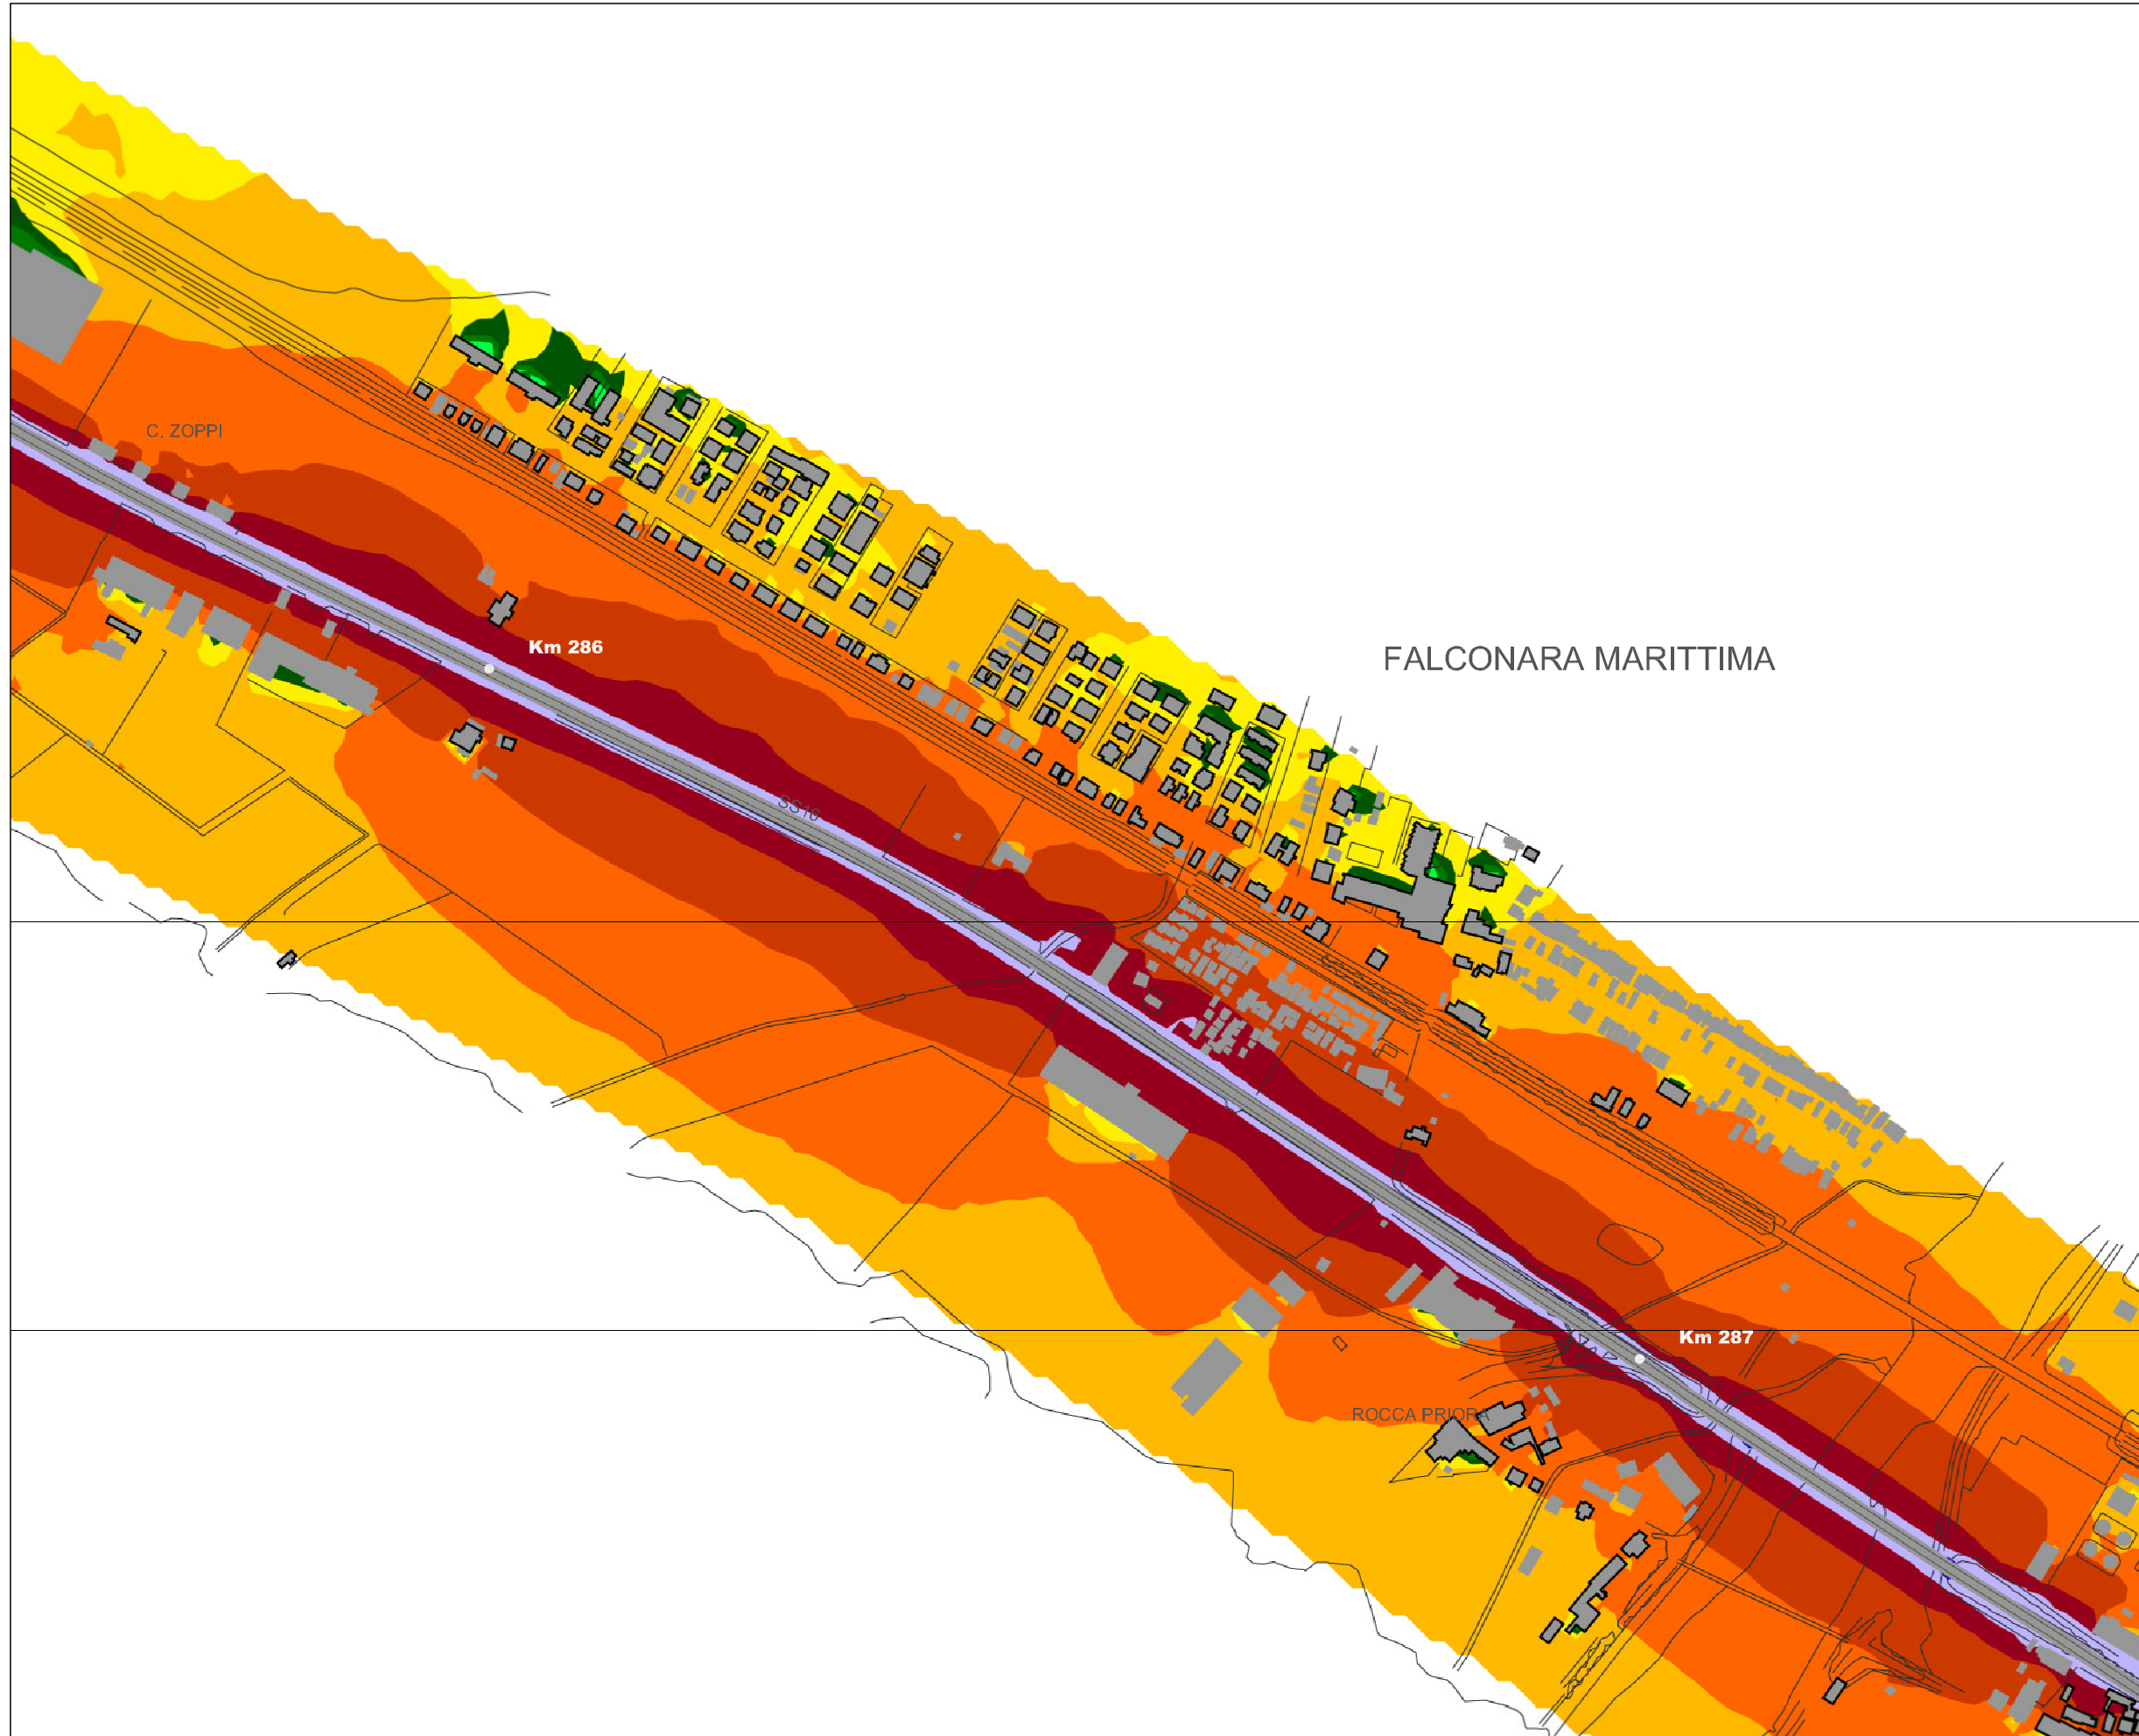 C. ZOPPI
Km 286
FALCONARA MARITTIMA
SS16
Km 287
ROCCA PRIORA